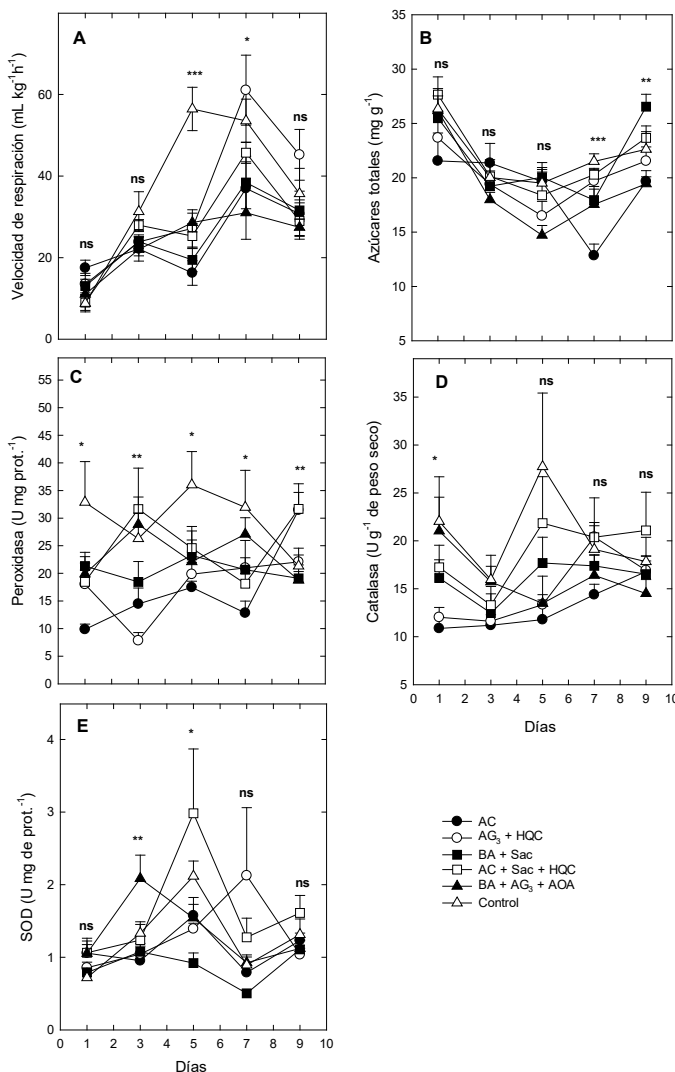 A
Velocidad de respiración (mL kg⁻¹h⁻¹)
60
40
20
0
ns
ns
***
*
ns
B
Azúcares totales (mg g⁻¹)
35
30
25
20
15
10
5
ns
ns
ns
***
**
C
Peroxidasa (U mg prot.⁻¹)
55
50
45
40
35
30
25
20
15
10
5
0
*
**
*
*
**
D
Catalasa (U g⁻¹ de peso seco)
35
30
25
20
15
10
5
*
ns
ns
ns
0 1 2 3 4 5 6 7 8 9 10
Días
E
SOD (U mg de prot.⁻¹)
4
3
2
1
0
ns
**
*
ns
ns
0 1 2 3 4 5 6 7 8 9 10
Días
AC
AG₃ + HQC
BA + Sac
AC + Sac + HQC
BA + AG₃ + AOA
Control